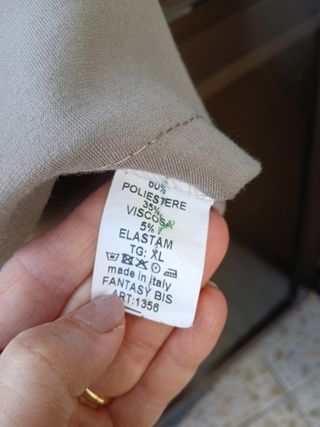 60%
POLIESTERE
35%
VISCOSA
5%
ELASTAM
TG: XL
made in italy
FANTASY BIS
ART:1356